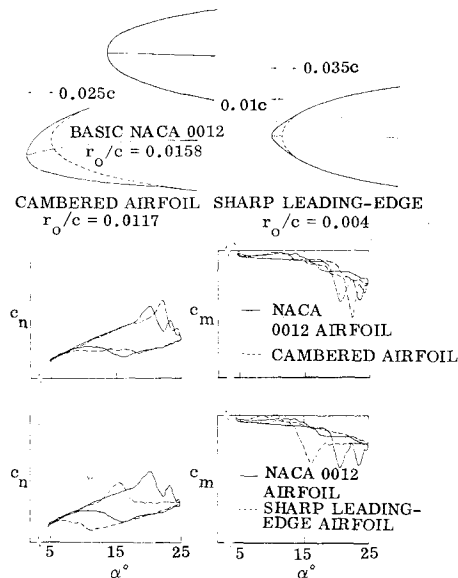 0.035c
0.025c
0.01c
BASIC NACA 0012
r₀/c = 0.0158
CAMBERED AIRFOIL SHARP LEADING-EDGE
r₀/c = 0.0117 r₀/c = 0.004
cₙ
cₘ
NACA
0012 AIRFOIL
CAMBERED AIRFOIL
cₙ
cₘ
NACA 0012
AIRFOIL
SHARP LEADING-
EDGE AIRFOIL
5 15 25 5 15 25
α° α°